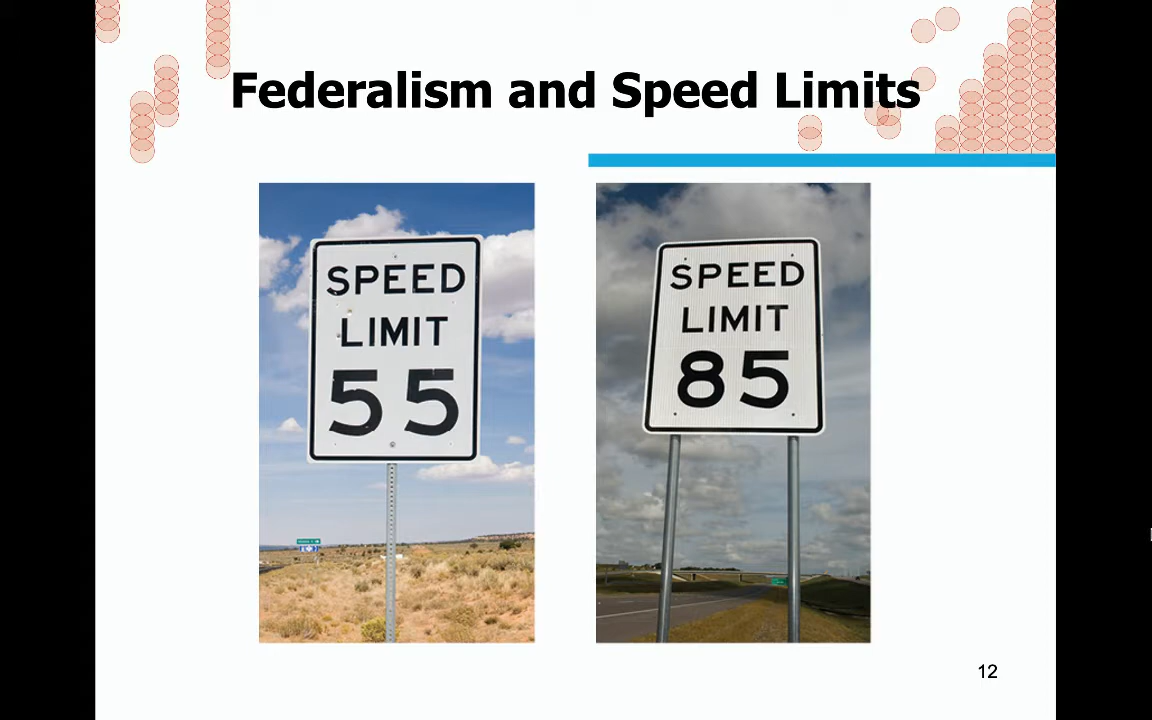 Federalism and Speed Limits
SPEED
LIMIT
55
SPEED
LIMIT
85
12